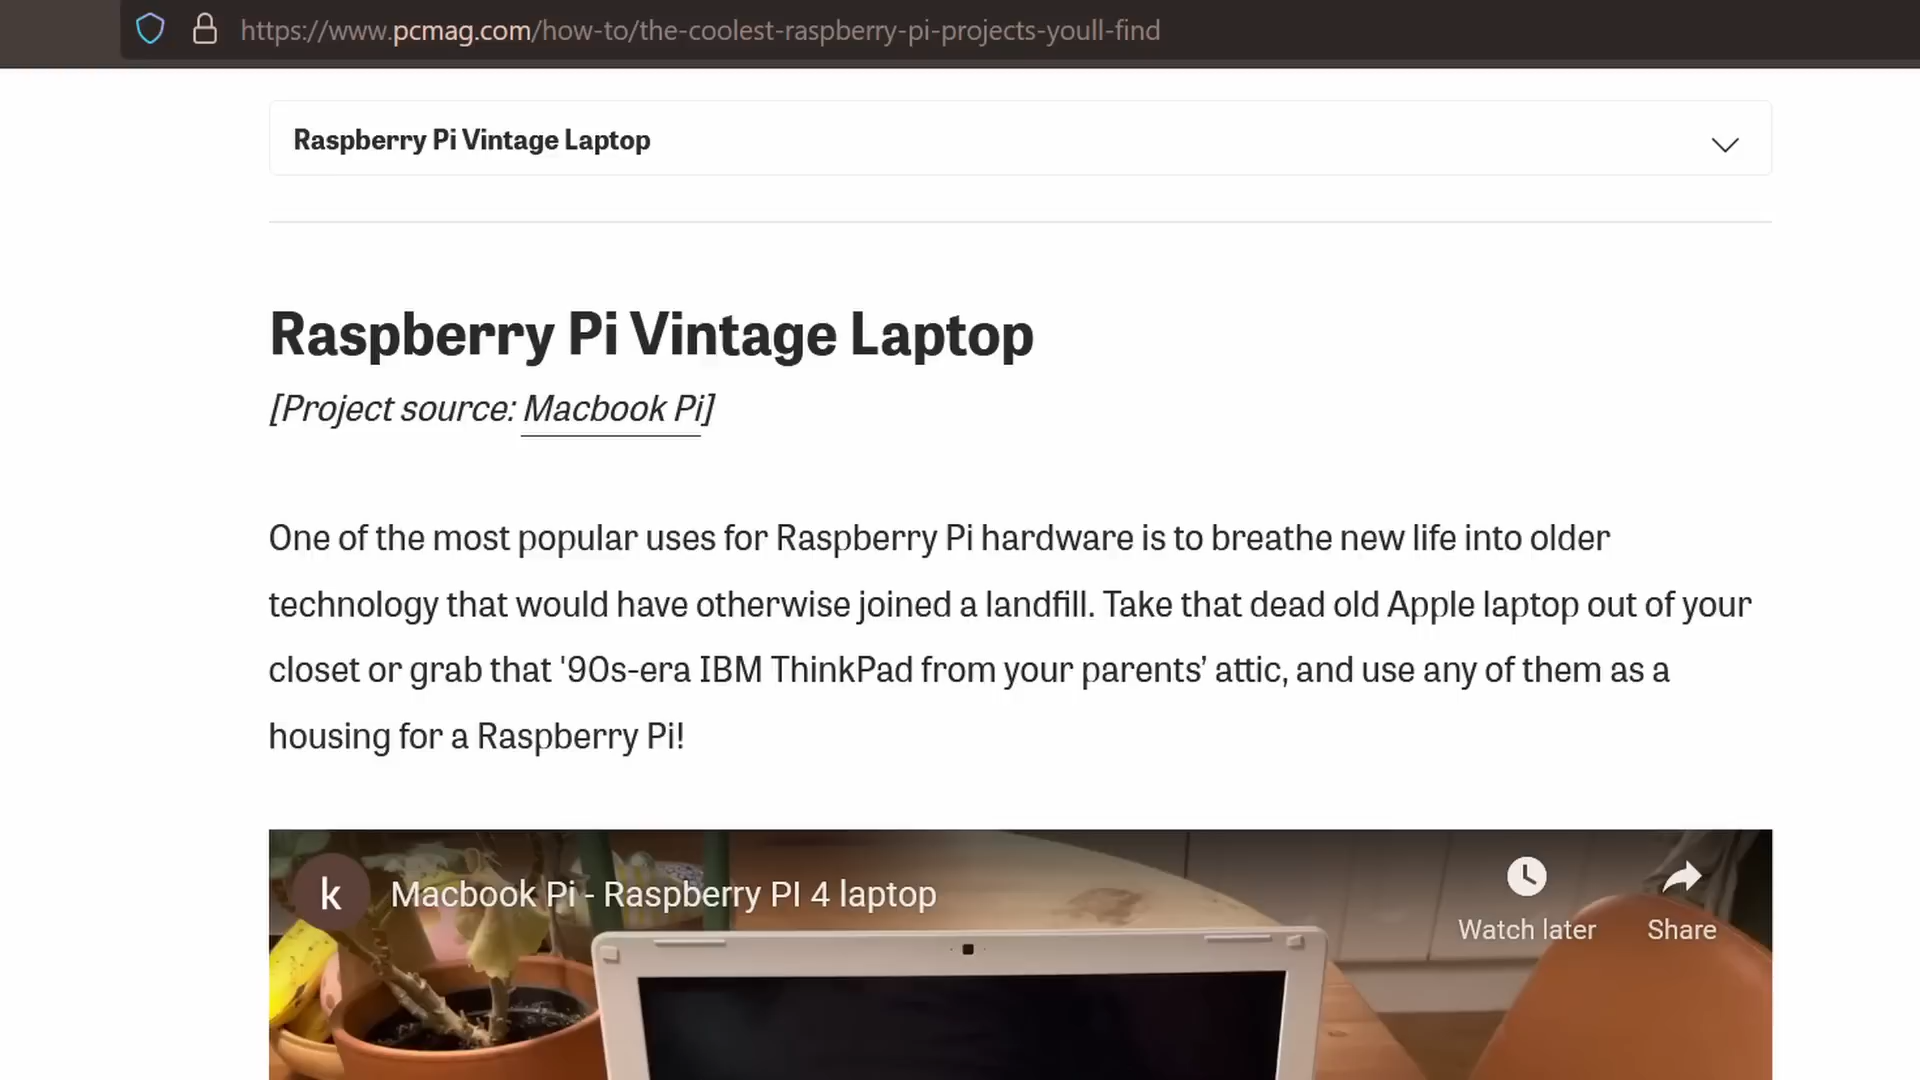 https://www.pcmag.com/how-to/the-coolest-raspberry-pi-projects-youll-find
Raspberry Pi Vintage Laptop
Raspberry Pi Vintage Laptop
[Project source: Macbook Pi]
One of the most popular uses for Raspberry Pi hardware is to breathe new life into older
technology that would have otherwise joined a landfill. Take that dead old Apple laptop out of your
closet or grab that '90s-era IBM ThinkPad from your parents’ attic, and use any of them as a
housing for a Raspberry Pi!
k
Macbook Pi - Raspberry PI 4 laptop
Watch later
Share